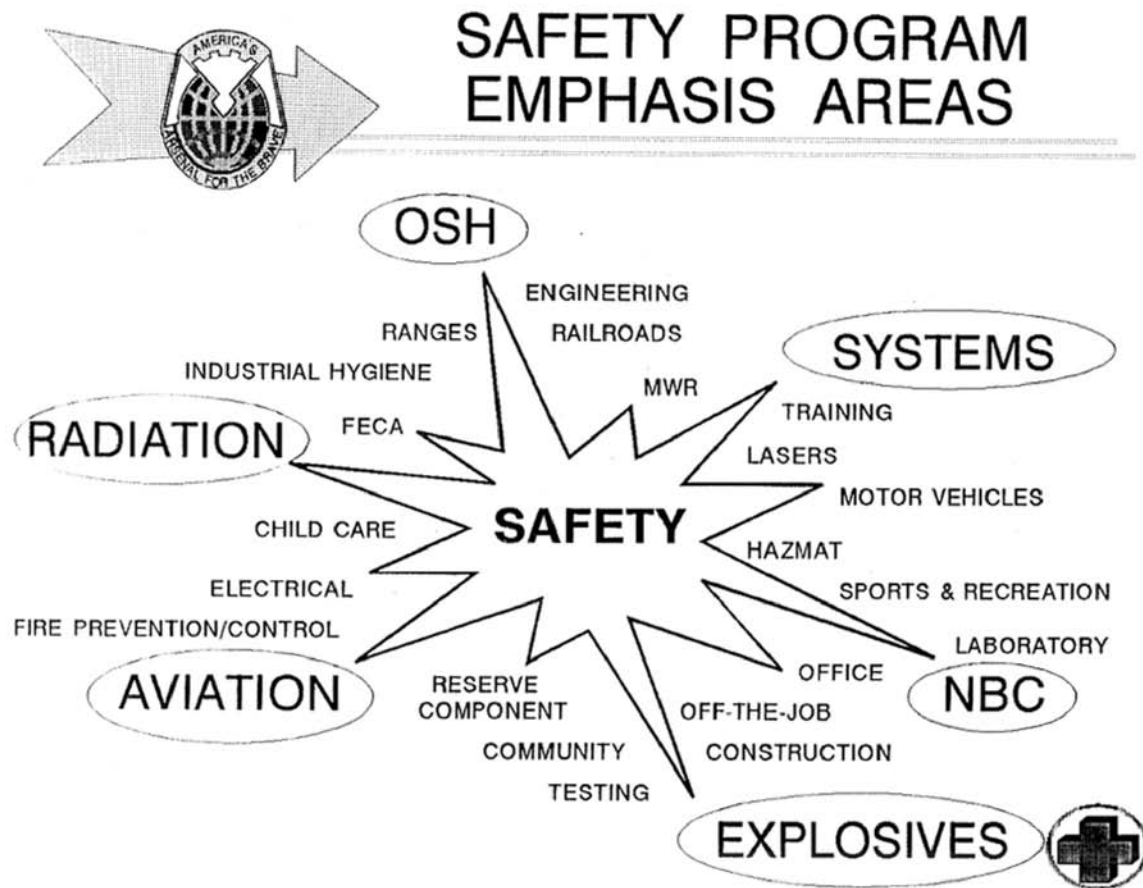 AMERICA'S
ARSENAL FOR THE BRAVE
SAFETY PROGRAM
EMPHASIS AREAS
OSH
ENGINEERING
RANGES
RAILROADS
SYSTEMS
INDUSTRIAL HYGIENE
MWR
TRAINING
RADIATION
FECA
LASERS
MOTOR VEHICLES
SAFETY
CHILD CARE
HAZMAT
ELECTRICAL
SPORTS & RECREATION
FIRE PREVENTION/CONTROL
LABORATORY
OFFICE
AVIATION
NBC
RESERVE
COMPONENT
OFF-THE-JOB
COMMUNITY
CONSTRUCTION
TESTING
EXPLOSIVES